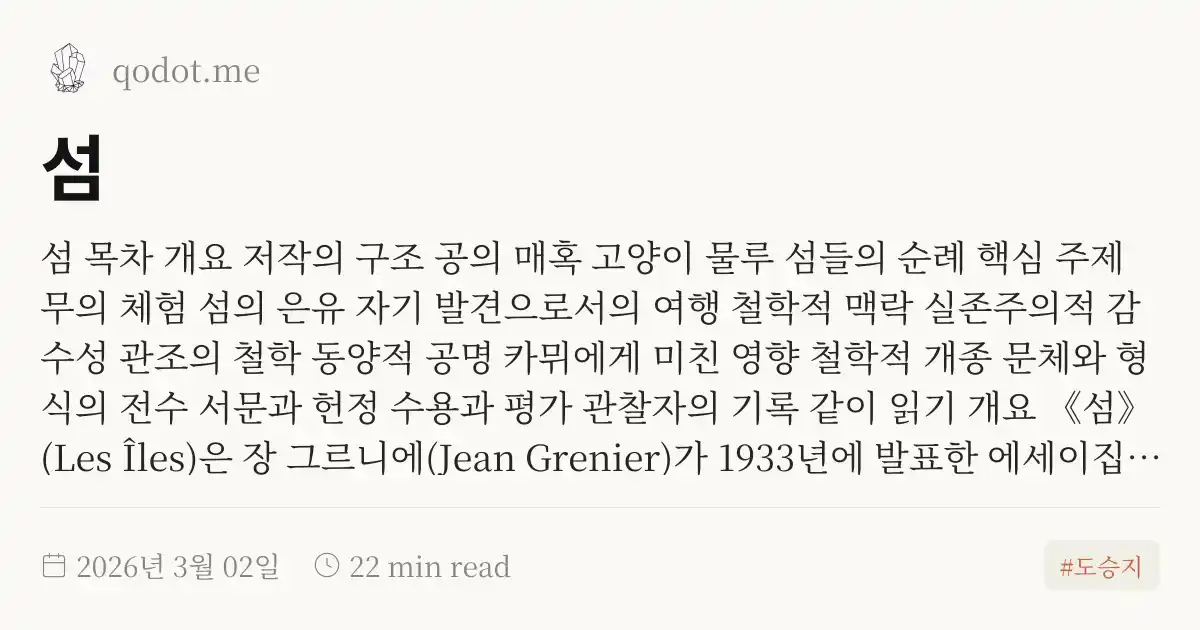 qodot.me
섬
섬 목차 개요 저작의 구조 공의 매혹 고양이 물루 섬들의 순례 핵심 주제
무의 체험 섬의 은유 자기 발견으로서의 여행 철학적 맥락 실존주의적 감
수성 관조의 철학 동양적 공명 카뮈에게 미친 영향 철학적 개종 문체와 형
식의 전수 서문과 헌정 수용과 평가 관찰자의 기록 같이 읽기 개요 《섬》
(Les Îles)은 장 그르니에(Jean Grenier)가 1933년에 발표한 에세이집…
2026년 3월 02일 22 min read
#도승지